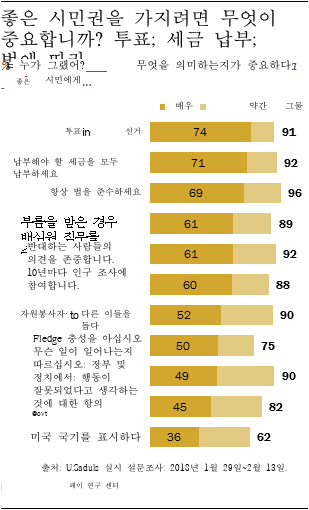 좋은 시민권을 가지려면 무엇이
중요합니까? 투표; 세금 납부;
% 누가 그랬어?____ 무엇을 의미하는지가 중요하다
좋은 시민에게...
매우 약간 그물
투표 in 선거: 74 91
납부해야 할 세금을 모두
납부하세요 71 92
항상 법을 준수하세요 69 96
부름을 받은 경우
배심원 직무를 61 89
반대하는 사람들의
의견을 존중합니다. 61 92
10년마다 인구 조사에
참여합니다. 60 88
자원봉사자· to 다른 이들을
돕다 52 90
Pledge 충성을 아십시오 50 75
무슨 일이 일어나는지
따르십시오: 정부 및
정치에서: 행동이 49 90
잘못되었다고 생각하는
것에 대한 항의 45 82
@ovt
미국 국기를 표시하다 36 62
출처: U.Saduls 실시 설문조사: 2018년 1월 29일~2월 13일.
퓨이 연구 센터